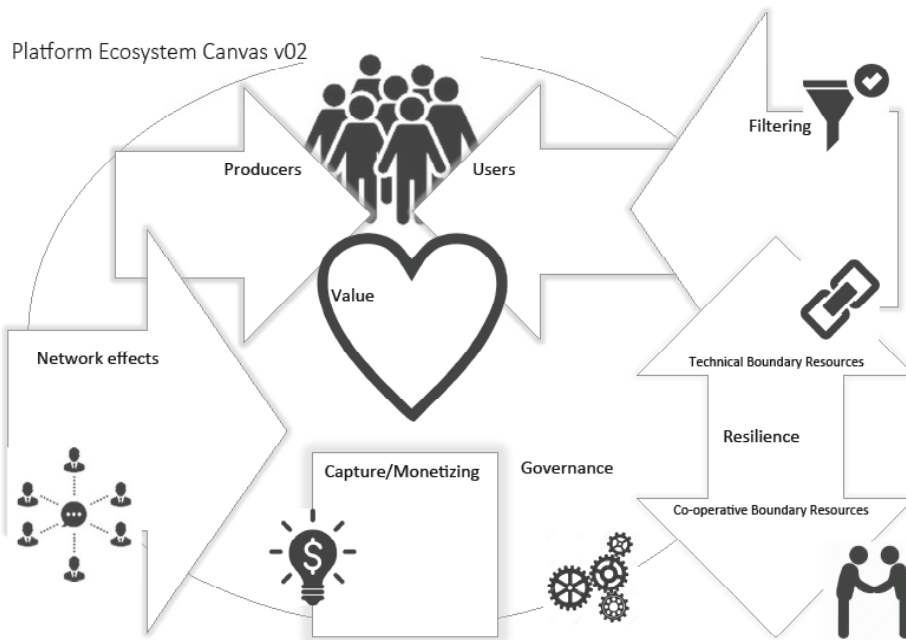 Platform Ecosystem Canvas v02
Filtering
Producers
Users
Value
Network effects
Technical Boundary Resources
Resilience
Capture/Monetizing
Governance
Co-operative Boundary Resources
$